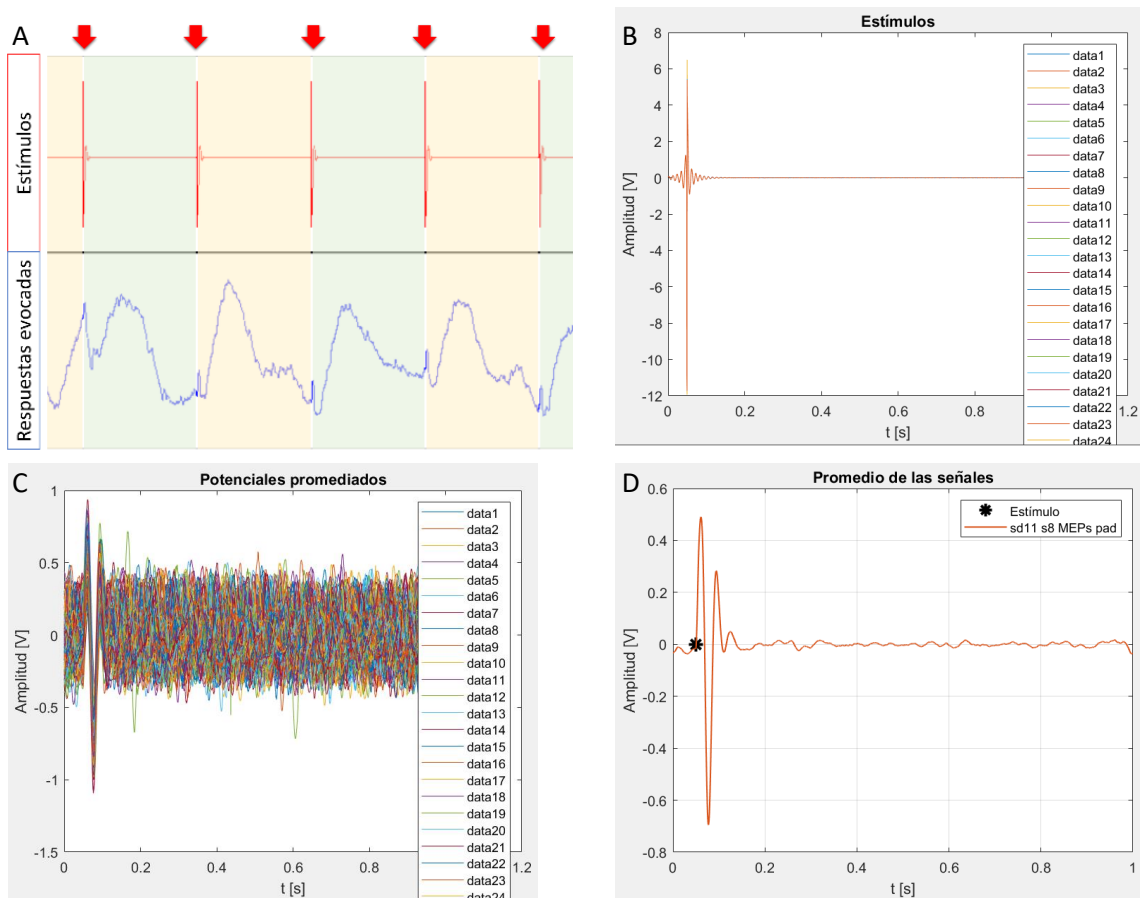 A
Estímulos
Respuestas evocadas
B
Estímulos
Amplitud [V]
8
6
4
2
0
-2
-4
-6
-8
-10
-12
0
0.2
0.4
0.6
0.8
1.2
t [s]
data1
data2
data3
data4
data5
data6
data7
data8
data9
data10
data11
data12
data13
data14
data15
data16
data17
data18
data19
data20
data21
data22
data23
data24
C
Potenciales promediados
Amplitud [V]
1
0.5
0
-0.5
-1
-1.5
0
0.2
0.4
0.6
0.8
1.2
t [s]
data1
data2
data3
data4
data5
data6
data7
data8
data9
data10
data11
data12
data13
data14
data15
data16
data17
data18
data19
data20
data21
data22
data23
data24
D
Promedio de las señales
Amplitud [V]
0.6
0.4
0.2
0
-0.2
-0.4
-0.6
-0.8
0
0.2
0.4
0.6
0.8
1
t [s]
Estímulo
sd11 s8 MEPs pad